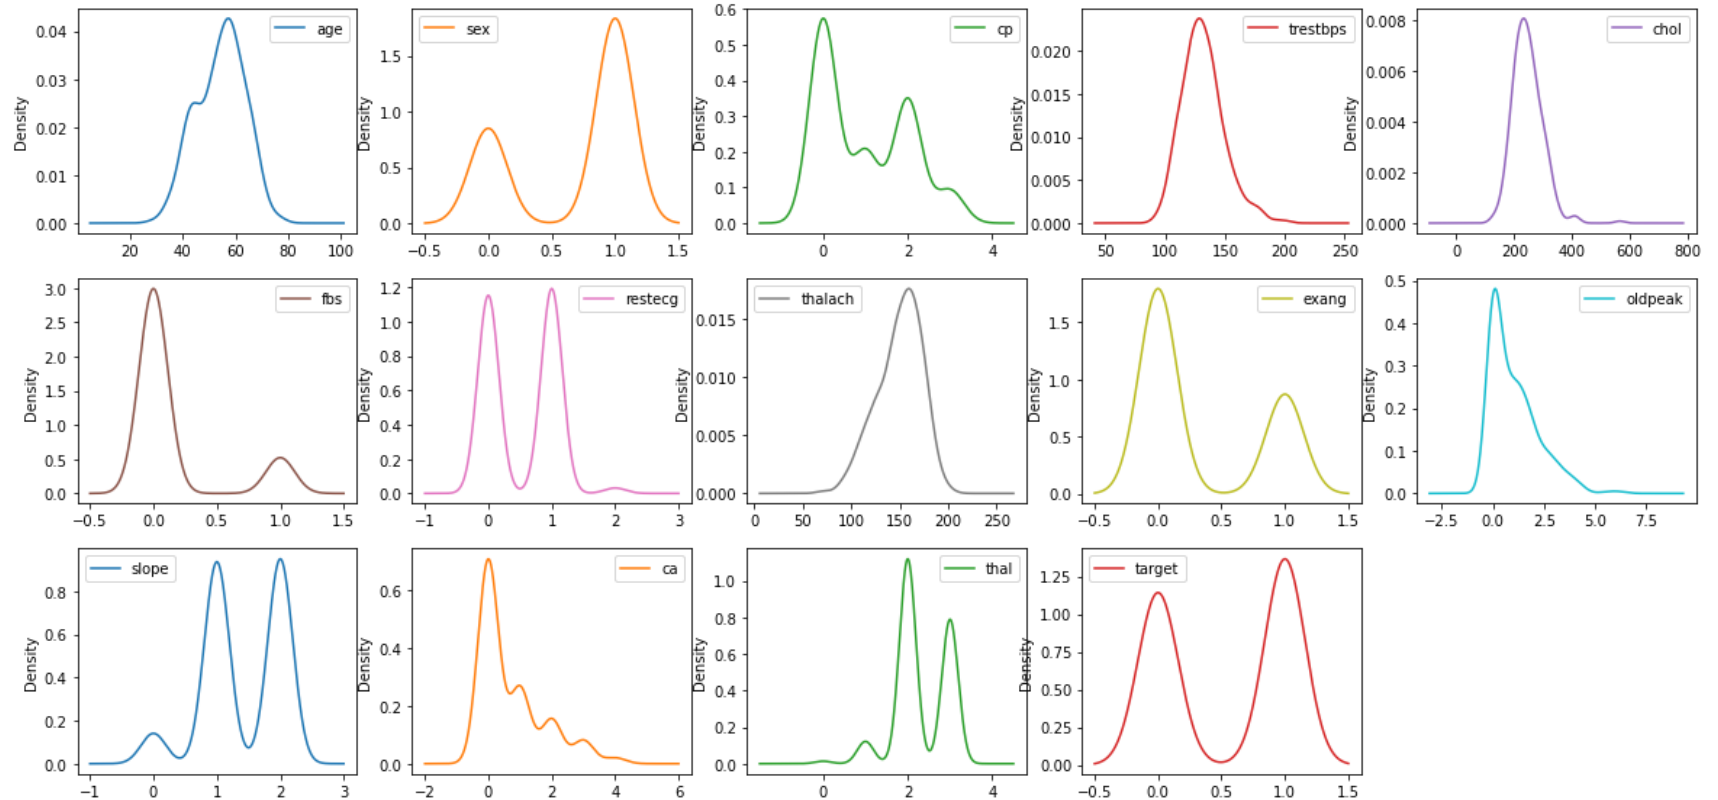 age
Density
0.04
0.03
0.02
0.01
0.00
20 40 60 80 100
sex
Density
1.5
1.0
0.5
0.0
−0.5 0.0 0.5 1.0 1.5
cp
Density
0.6
0.5
0.4
0.3
0.2
0.1
0.0
0 2 4
trestbps
Density
0.020
0.015
0.010
0.005
0.000
50 100 150 200 250
chol
Density
0.008
0.006
0.004
0.002
0.000
0 200 400 600 800
fbs
Density
3.0
2.5
2.0
1.5
1.0
0.5
0.0
−0.5 0.0 0.5 1.0 1.5
restecg
Density
1.2
1.0
0.8
0.6
0.4
0.2
0.0
−1 0 1 2 3
thalach
Density
0.015
0.010
0.005
0.000
0 50 100 150 200 250
exang
Density
1.5
1.0
0.5
0.0
−0.5 0.0 0.5 1.0 1.5
oldpeak
Density
0.5
0.4
0.3
0.2
0.1
0.0
−2.5 0.0 2.5 5.0 7.5
slope
Density
0.8
0.6
0.4
0.2
0.0
−1 0 1 2 3
ca
Density
0.6
0.4
0.2
0.0
−2 0 2 4 6
thal
Density
1.0
0.8
0.6
0.4
0.2
0.0
0 2 4
target
Density
1.25
1.00
0.75
0.50
0.25
0.00
−0.5 0.0 0.5 1.0 1.5